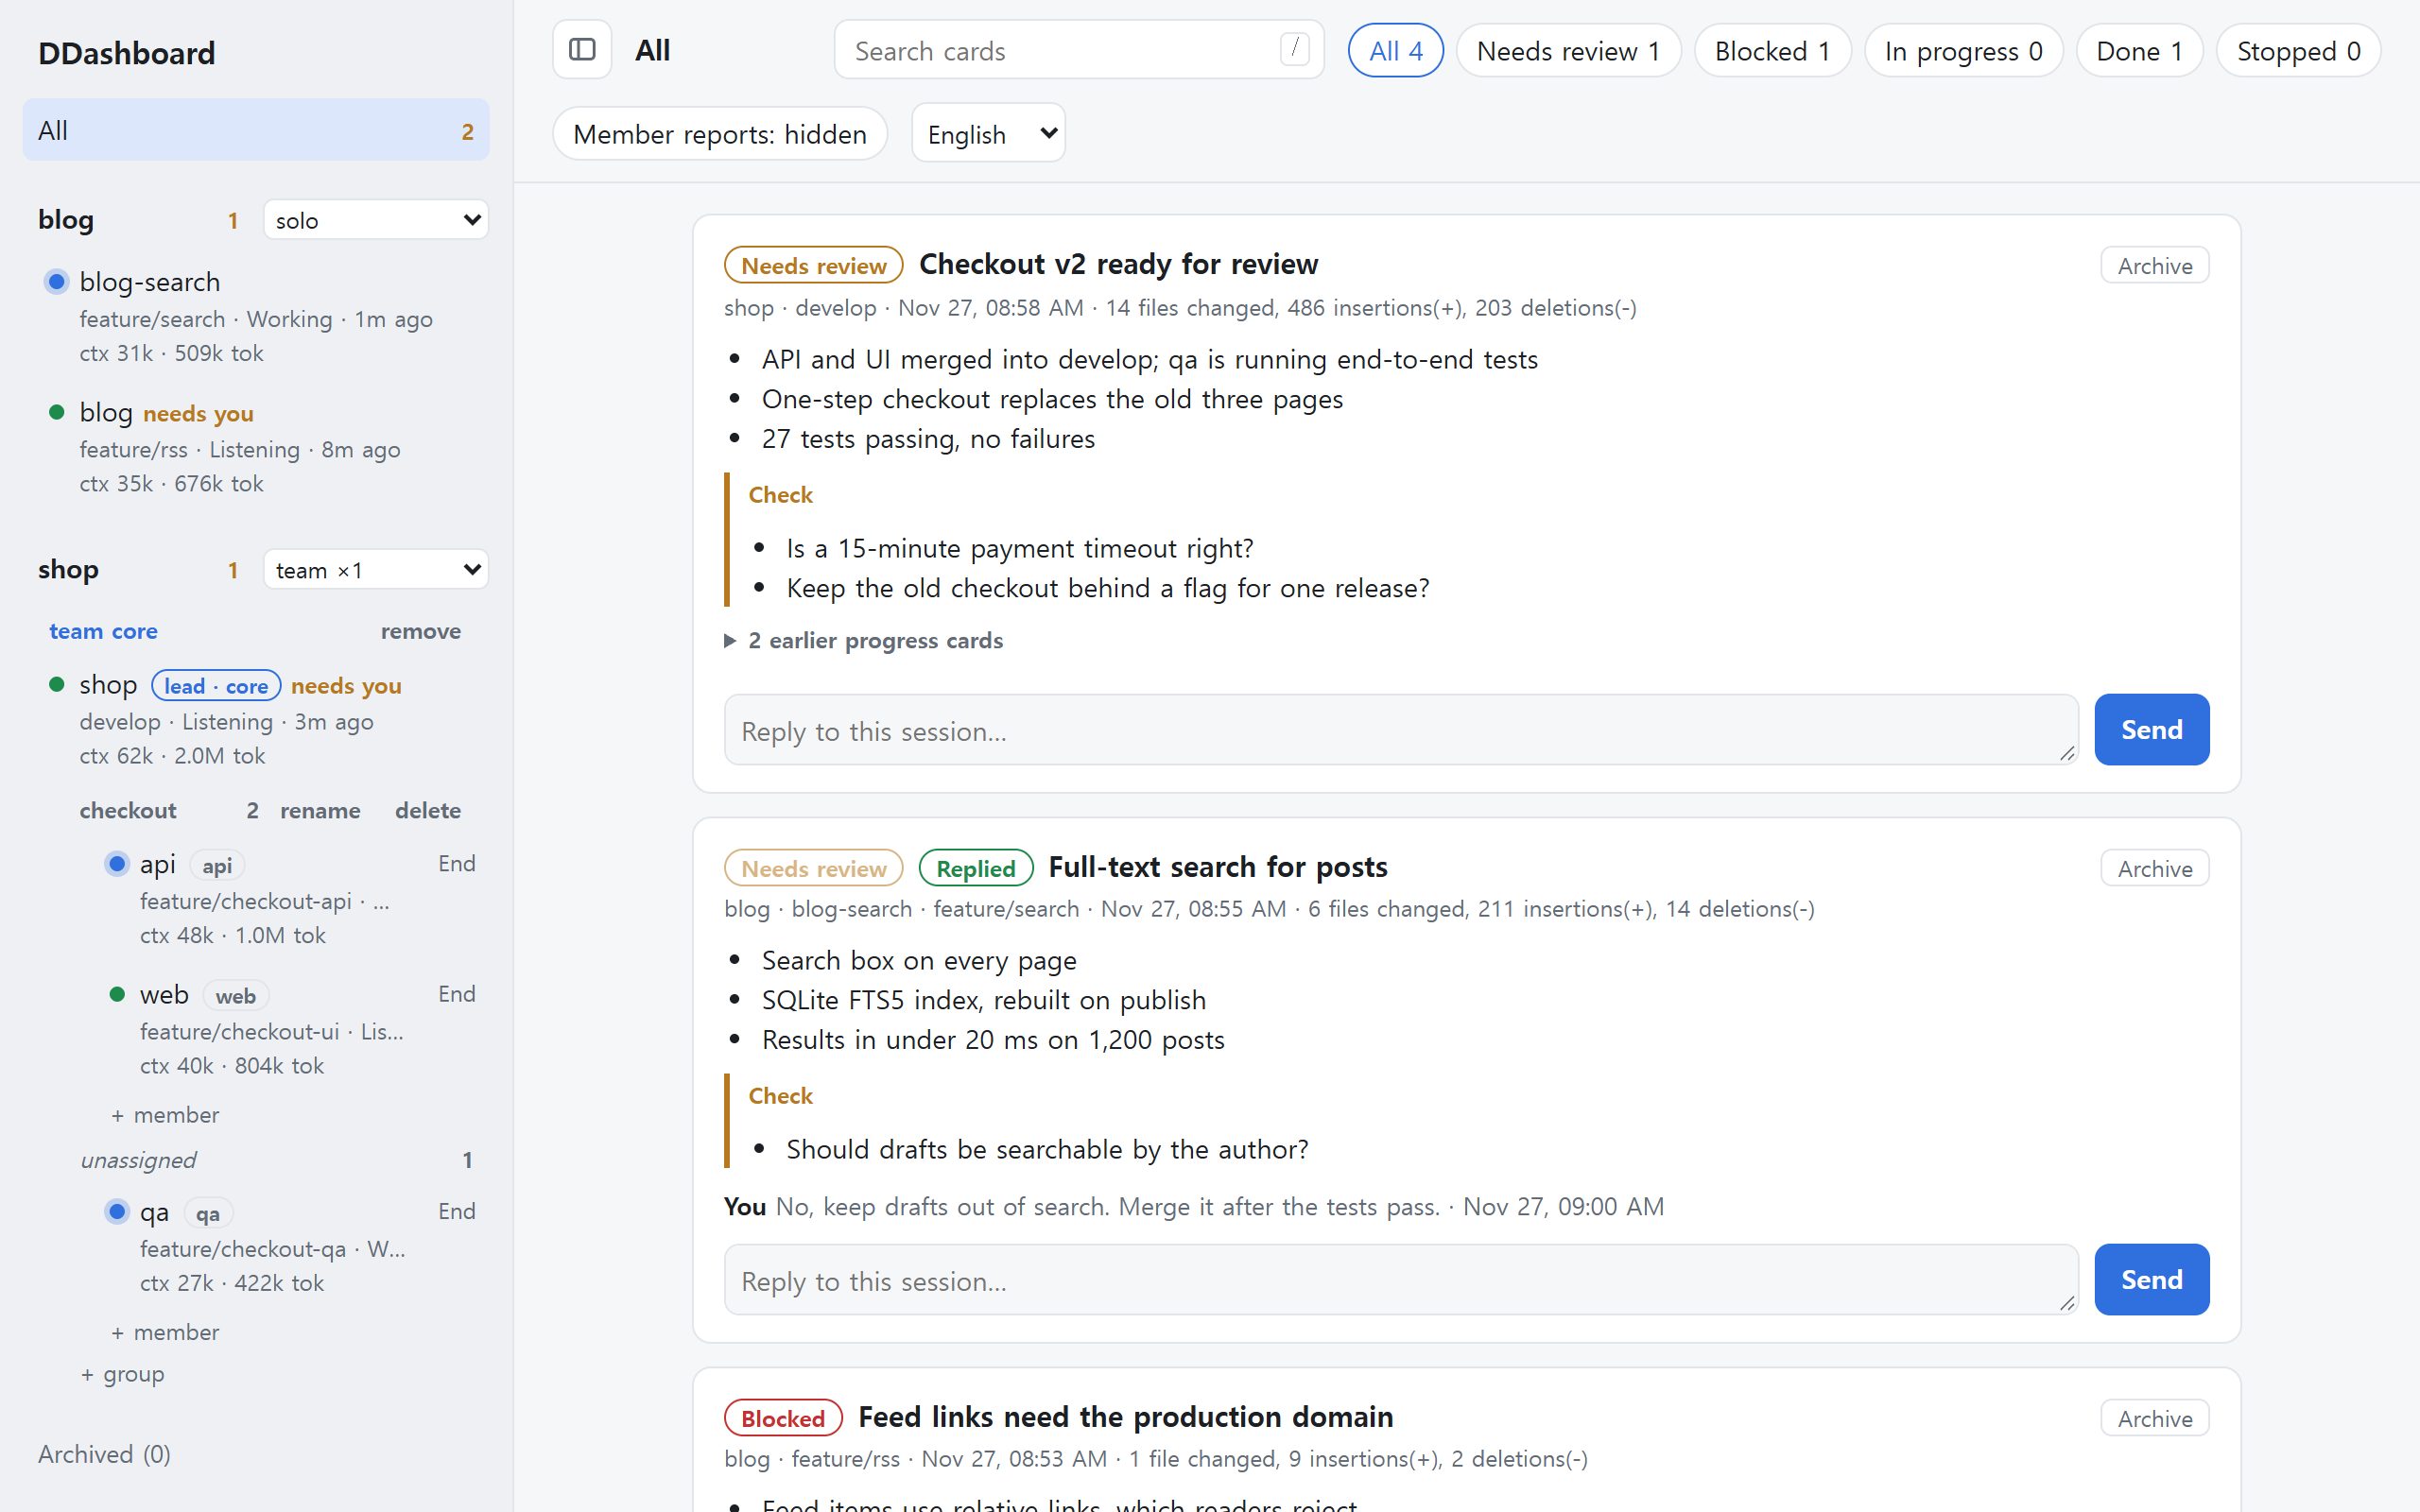 DDashboard
All 2
blog 1 solo
blog-search
feature/search · Working · 1m ago
ctx 31k · 509k tok
blog needs you
feature/rss · Listening · 8m ago
ctx 35k · 676k tok
shop 1 team ×1
team core remove
shop lead · core needs you
develop · Listening · 3m ago
ctx 62k · 2.0M tok
checkout 2 rename delete
api api End
feature/checkout-api · ...
ctx 48k · 1.0M tok
web web End
feature/checkout-ui · Lis...
ctx 40k · 804k tok
+ member
unassigned 1
qa qa End
feature/checkout-qa · W...
ctx 27k · 422k tok
+ member
+ group
Archived (0)
All
Search cards /
All 4
Needs review 1
Blocked 1
In progress 0
Done 1
Stopped 0
Member reports: hidden
English
Needs review Checkout v2 ready for review Archive
shop · develop · Nov 27, 08:58 AM · 14 files changed, 486 insertions(+), 203 deletions(-)
• API and UI merged into develop; qa is running end-to-end tests
• One-step checkout replaces the old three pages
• 27 tests passing, no failures
Check
• Is a 15-minute payment timeout right?
• Keep the old checkout behind a flag for one release?
▶ 2 earlier progress cards
Reply to this session... Send
Needs review Replied Full-text search for posts Archive
blog · blog-search · feature/search · Nov 27, 08:55 AM · 6 files changed, 211 insertions(+), 14 deletions(-)
• Search box on every page
• SQLite FTS5 index, rebuilt on publish
• Results in under 20 ms on 1,200 posts
Check
• Should drafts be searchable by the author?
You No, keep drafts out of search. Merge it after the tests pass. · Nov 27, 09:00 AM
Reply to this session... Send
Blocked Feed links need the production domain Archive
blog · feature/rss · Nov 27, 08:53 AM · 1 file changed, 9 insertions(+), 2 deletions(-)
• Feed items use relative links, which readers reject